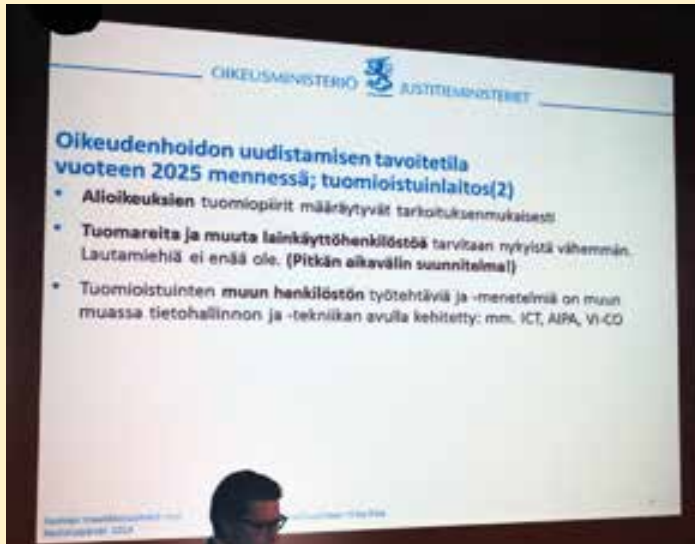 OIKEUSMINISTERIÖ JUSTITIEMINISTERIET
Oikeudenhoidon uudistamisen tavoitetila
vuoteen 2025 mennessä; tuomioistuinlaitos(2)
• Alioikeuksien tuomiopiirit määräytyvät tarkoituksenmukaisesti
• Tuomareita ja muuta lainkäyttöhenkilöstöä tarvitaan nykyistä vähemmän.
Lautamiehiä ei enää ole. (Pitkän aikavälin suunnitelma!)
• Tuomioistuinten muun henkilöstön työtehtäviä ja -menetelmiä on muun
muassa tietohallinnon ja -tekniikan avulla kehitetty: mm. ICT, AIPA, VI-CO